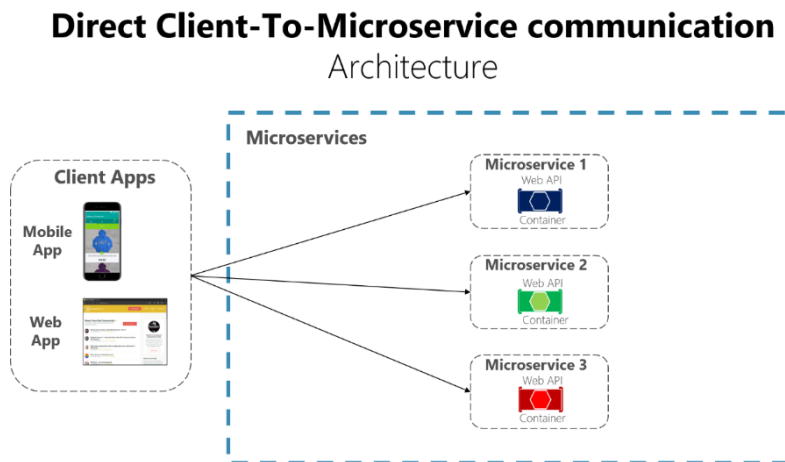 Direct Client-To-Microservice communication
Architecture
Microservices
Client Apps
Mobile
App
Web
App
Microservice 1
Web API
Container
Microservice 2
Web API
Container
Microservice 3
Web API
Container